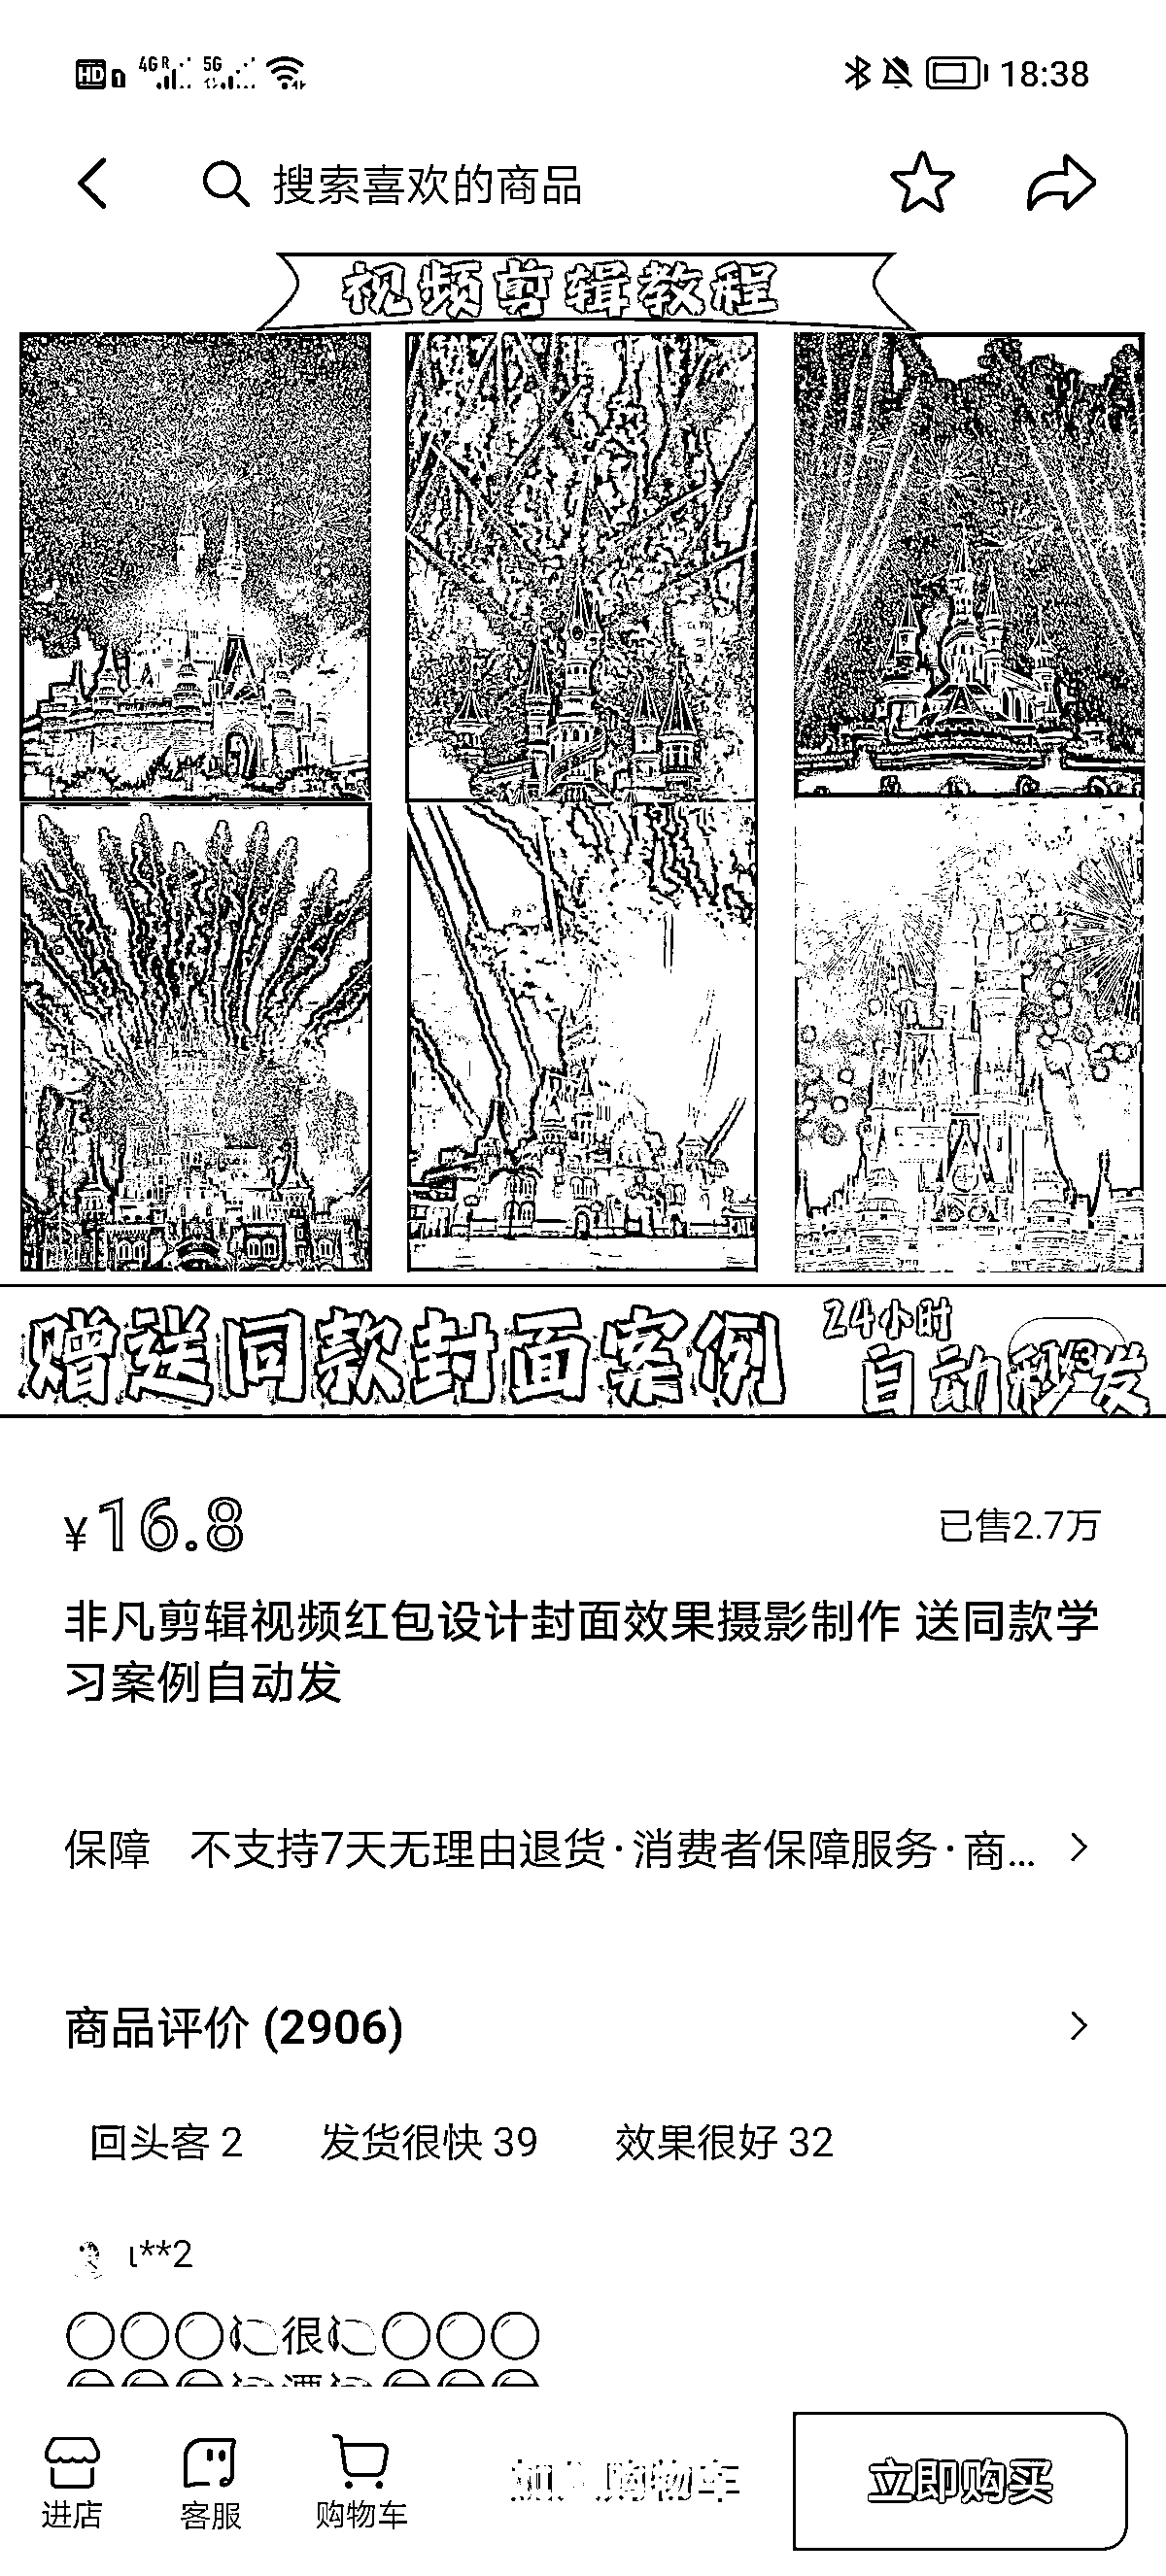 HD 1 4G R 5G 18:38
搜索喜欢的商品
视频剪辑教程
赠送同款封面案例
24小时
自动秒发
1/3
¥16.8 已售2.7万
非凡剪辑视频红包设计封面效果摄影制作 送同款学
习案例自动发
保障 不支持7天无理由退货·消费者保障服务·商...
商品评价 (2906)
回头客 2 发货很快 39 效果很好 32
很
进店 客服 购物车 加入购物车 立即购买